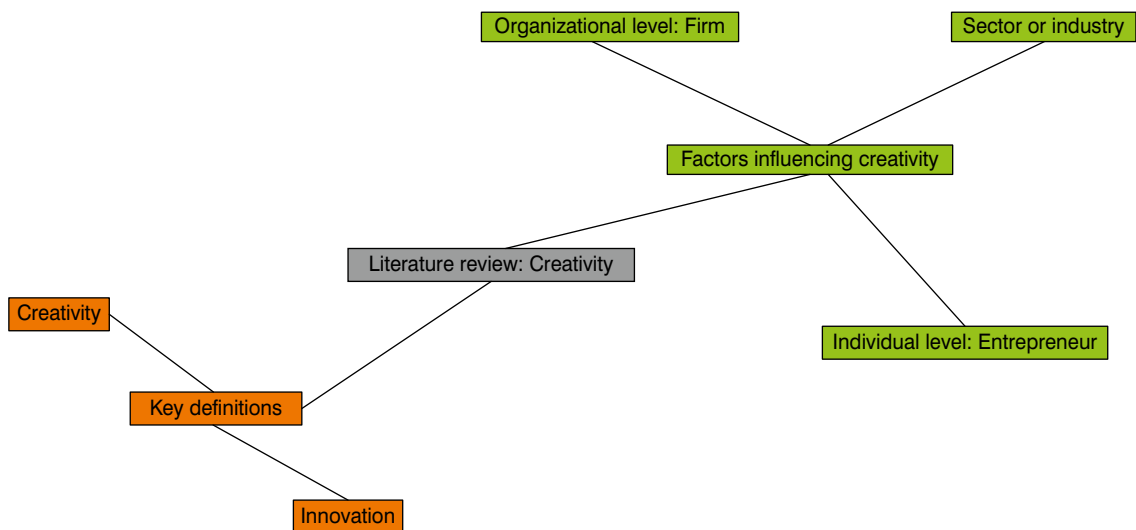 Organizational level: Firm
Sector or industry
Factors influencing creativity
Literature review: Creativity
Creativity
Individual level: Entrepreneur
Key definitions
Innovation